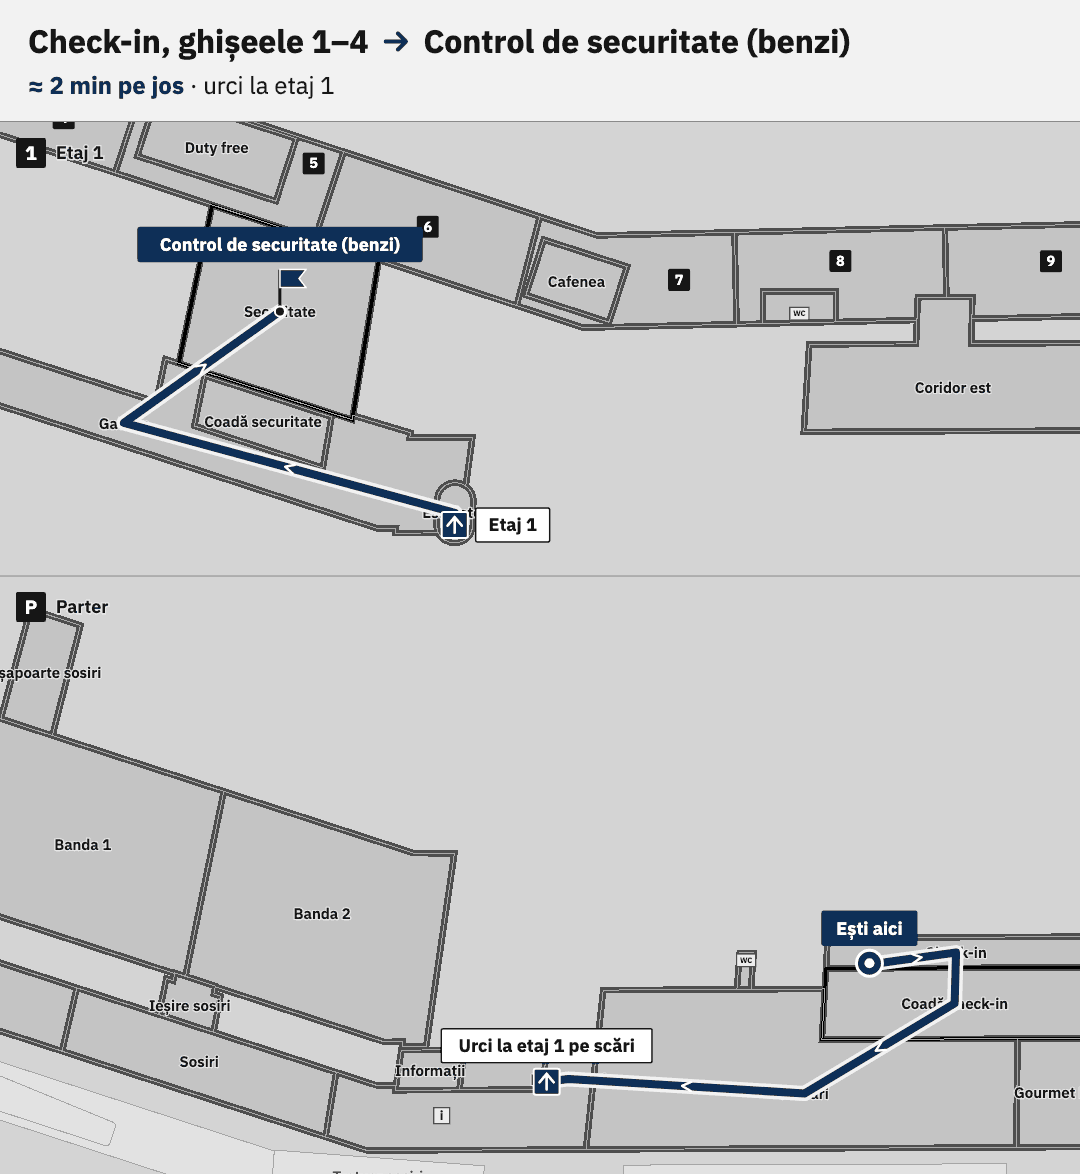 Check-in, ghișeele 1–4 → Control de securitate (benzi)
≈ 2 min pe jos · urci la etaj 1
1 Etaj 1
Duty free
5
6
Control de securitate (benzi)
Cafenea
7
8
9
WC
Coridor est
Coadă securitate
Etaj 1
P Parter
sosiri
Banda 1
Banda 2
Ești aici
WC
Ieșire sosiri
Urci la etaj 1 pe scări
Sosiri
Informații
Gourmet
i